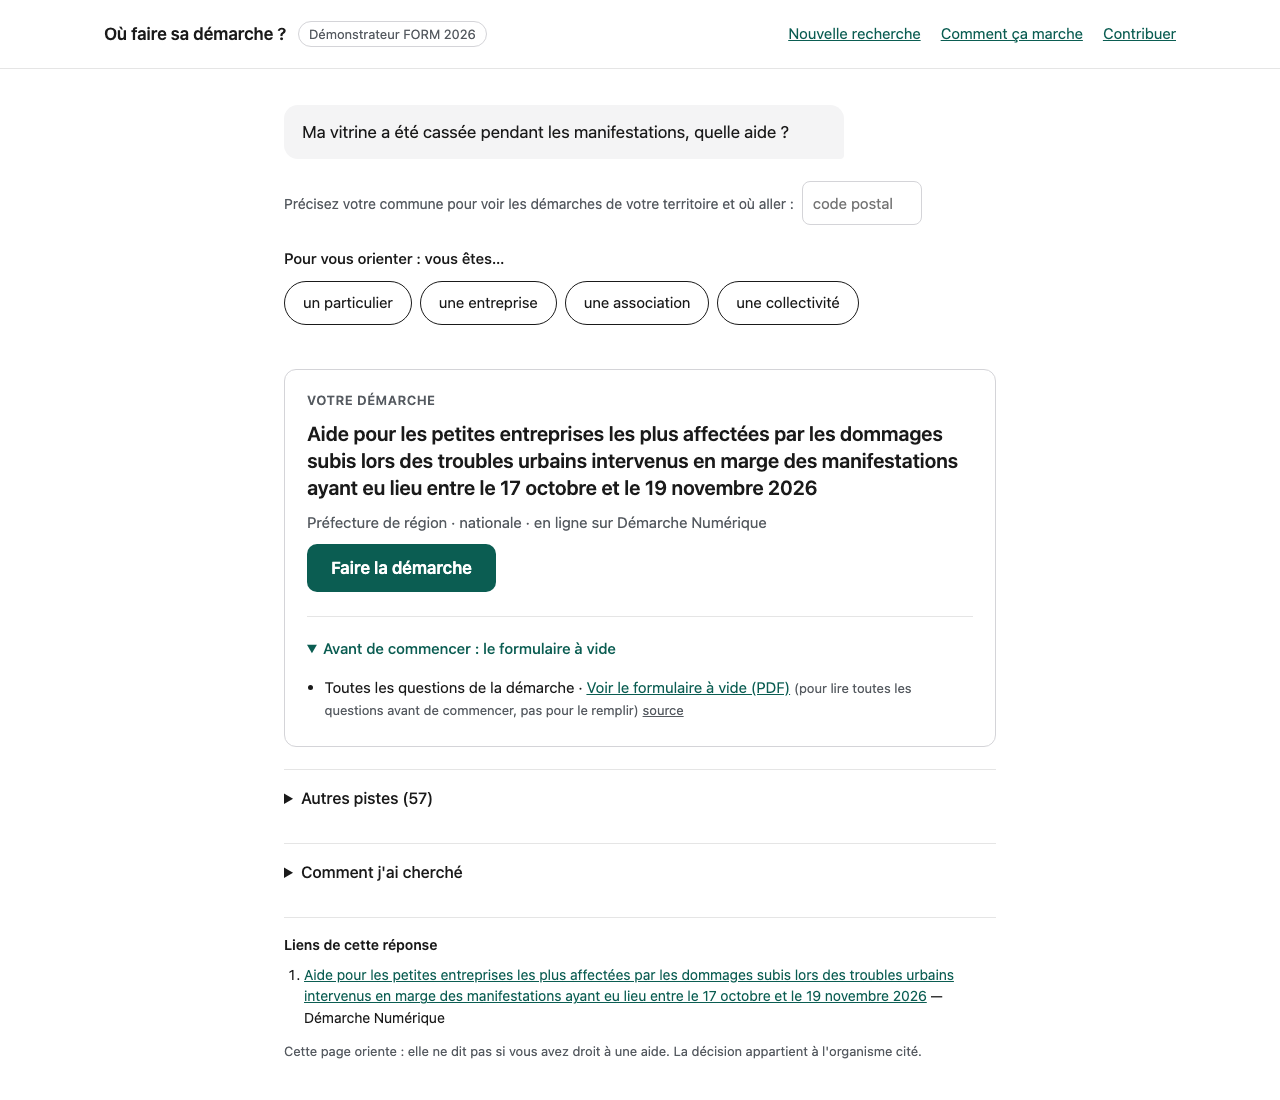 Où faire sa démarche ?
Démonstrateur FORM 2026
Nouvelle recherche
Comment ça marche
Contribuer
Ma vitrine a été cassée pendant les manifestations, quelle aide ?
Précisez votre commune pour voir les démarches de votre territoire et où aller :
code postal
Pour vous orienter : vous êtes...
un particulier
une entreprise
une association
une collectivité
VOTRE DÉMARCHE
Aide pour les petites entreprises les plus affectées par les dommages
subis lors des troubles urbains intervenus en marge des manifestations
ayant eu lieu entre le 17 octobre et le 19 novembre 2026
Préfecture de région · nationale · en ligne sur Démarche Numérique
Faire la démarche
Avant de commencer : le formulaire à vide
Toutes les questions de la démarche · Voir le formulaire à vide (PDF) (pour lire toutes les
questions avant de commencer, pas pour le remplir) source
Autres pistes (57)
Comment j'ai cherché
Liens de cette réponse
1. Aide pour les petites entreprises les plus affectées par les dommages subis lors des troubles urbains
intervenus en marge des manifestations ayant eu lieu entre le 17 octobre et le 19 novembre 2026 —
Démarche Numérique
Cette page oriente : elle ne dit pas si vous avez droit à une aide. La décision appartient à l'organisme cité.